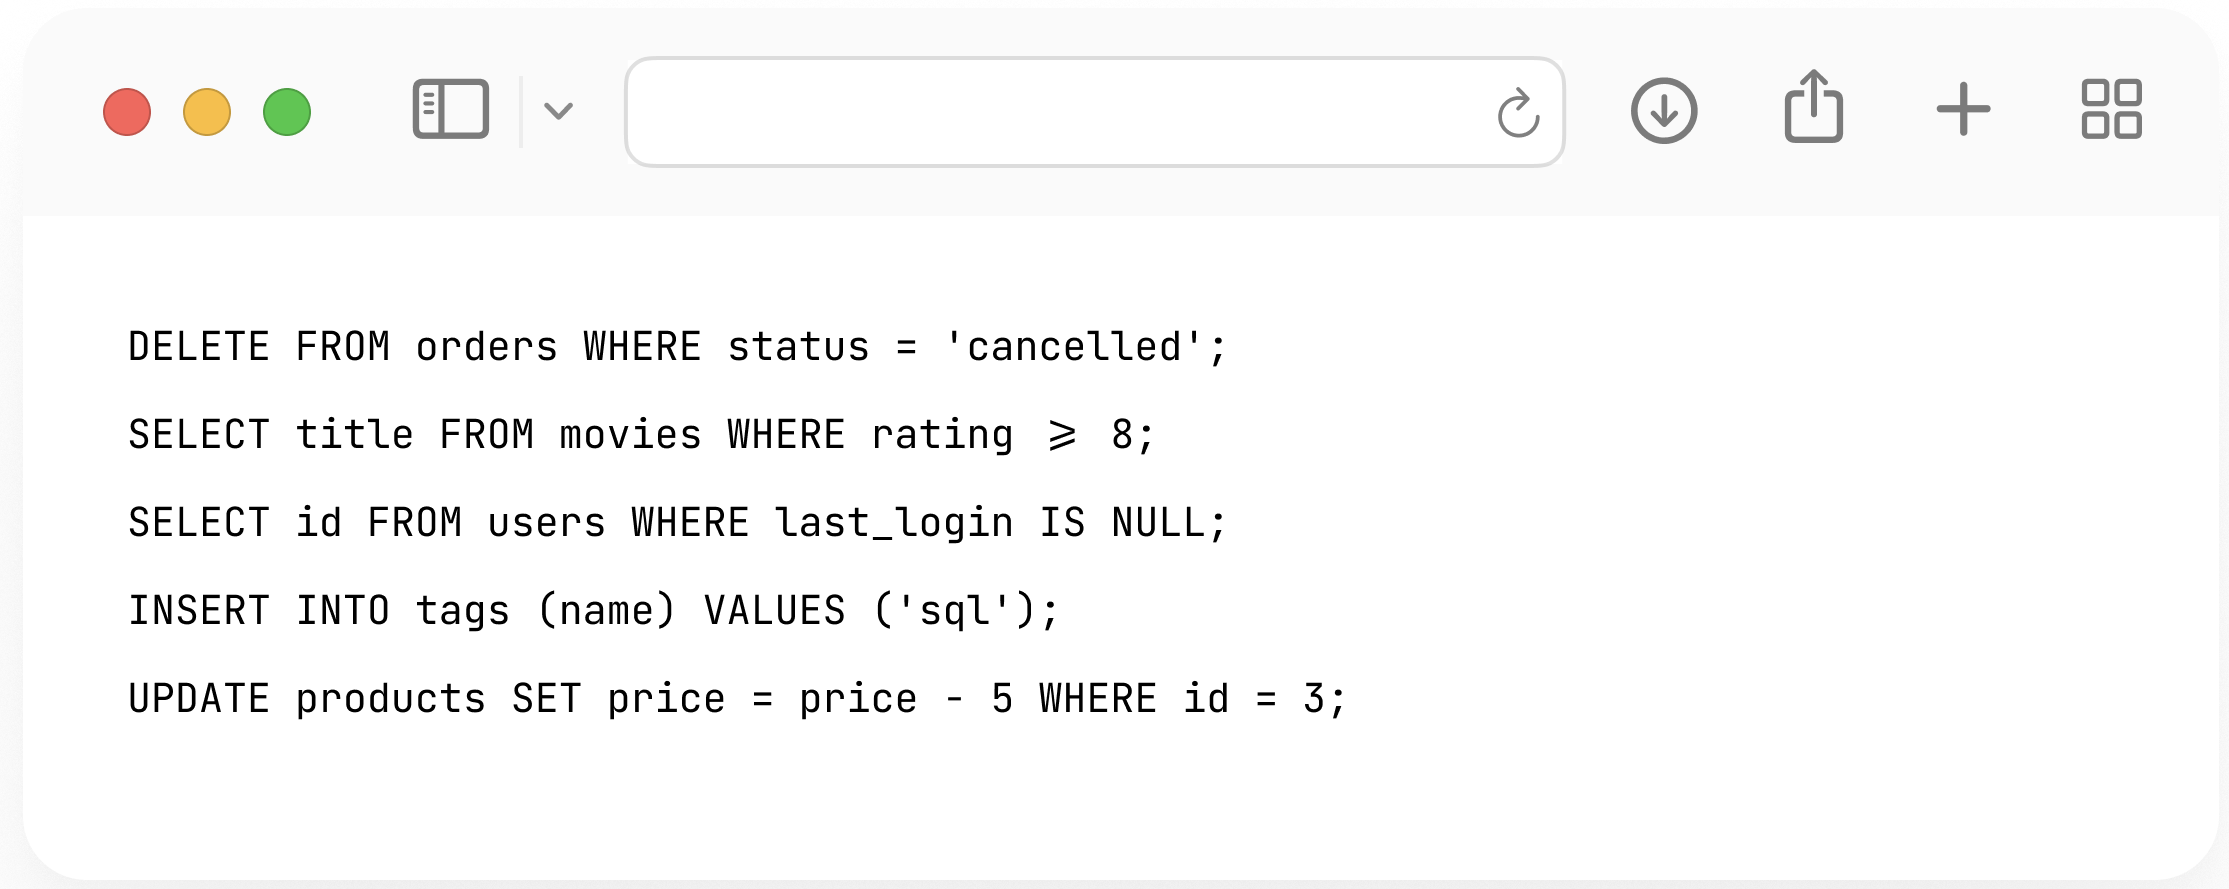 DELETE FROM orders WHERE status = 'cancelled';
SELECT title FROM movies WHERE rating >= 8;
SELECT id FROM users WHERE last_login IS NULL;
INSERT INTO tags (name) VALUES ('sql');
UPDATE products SET price = price - 5 WHERE id = 3;